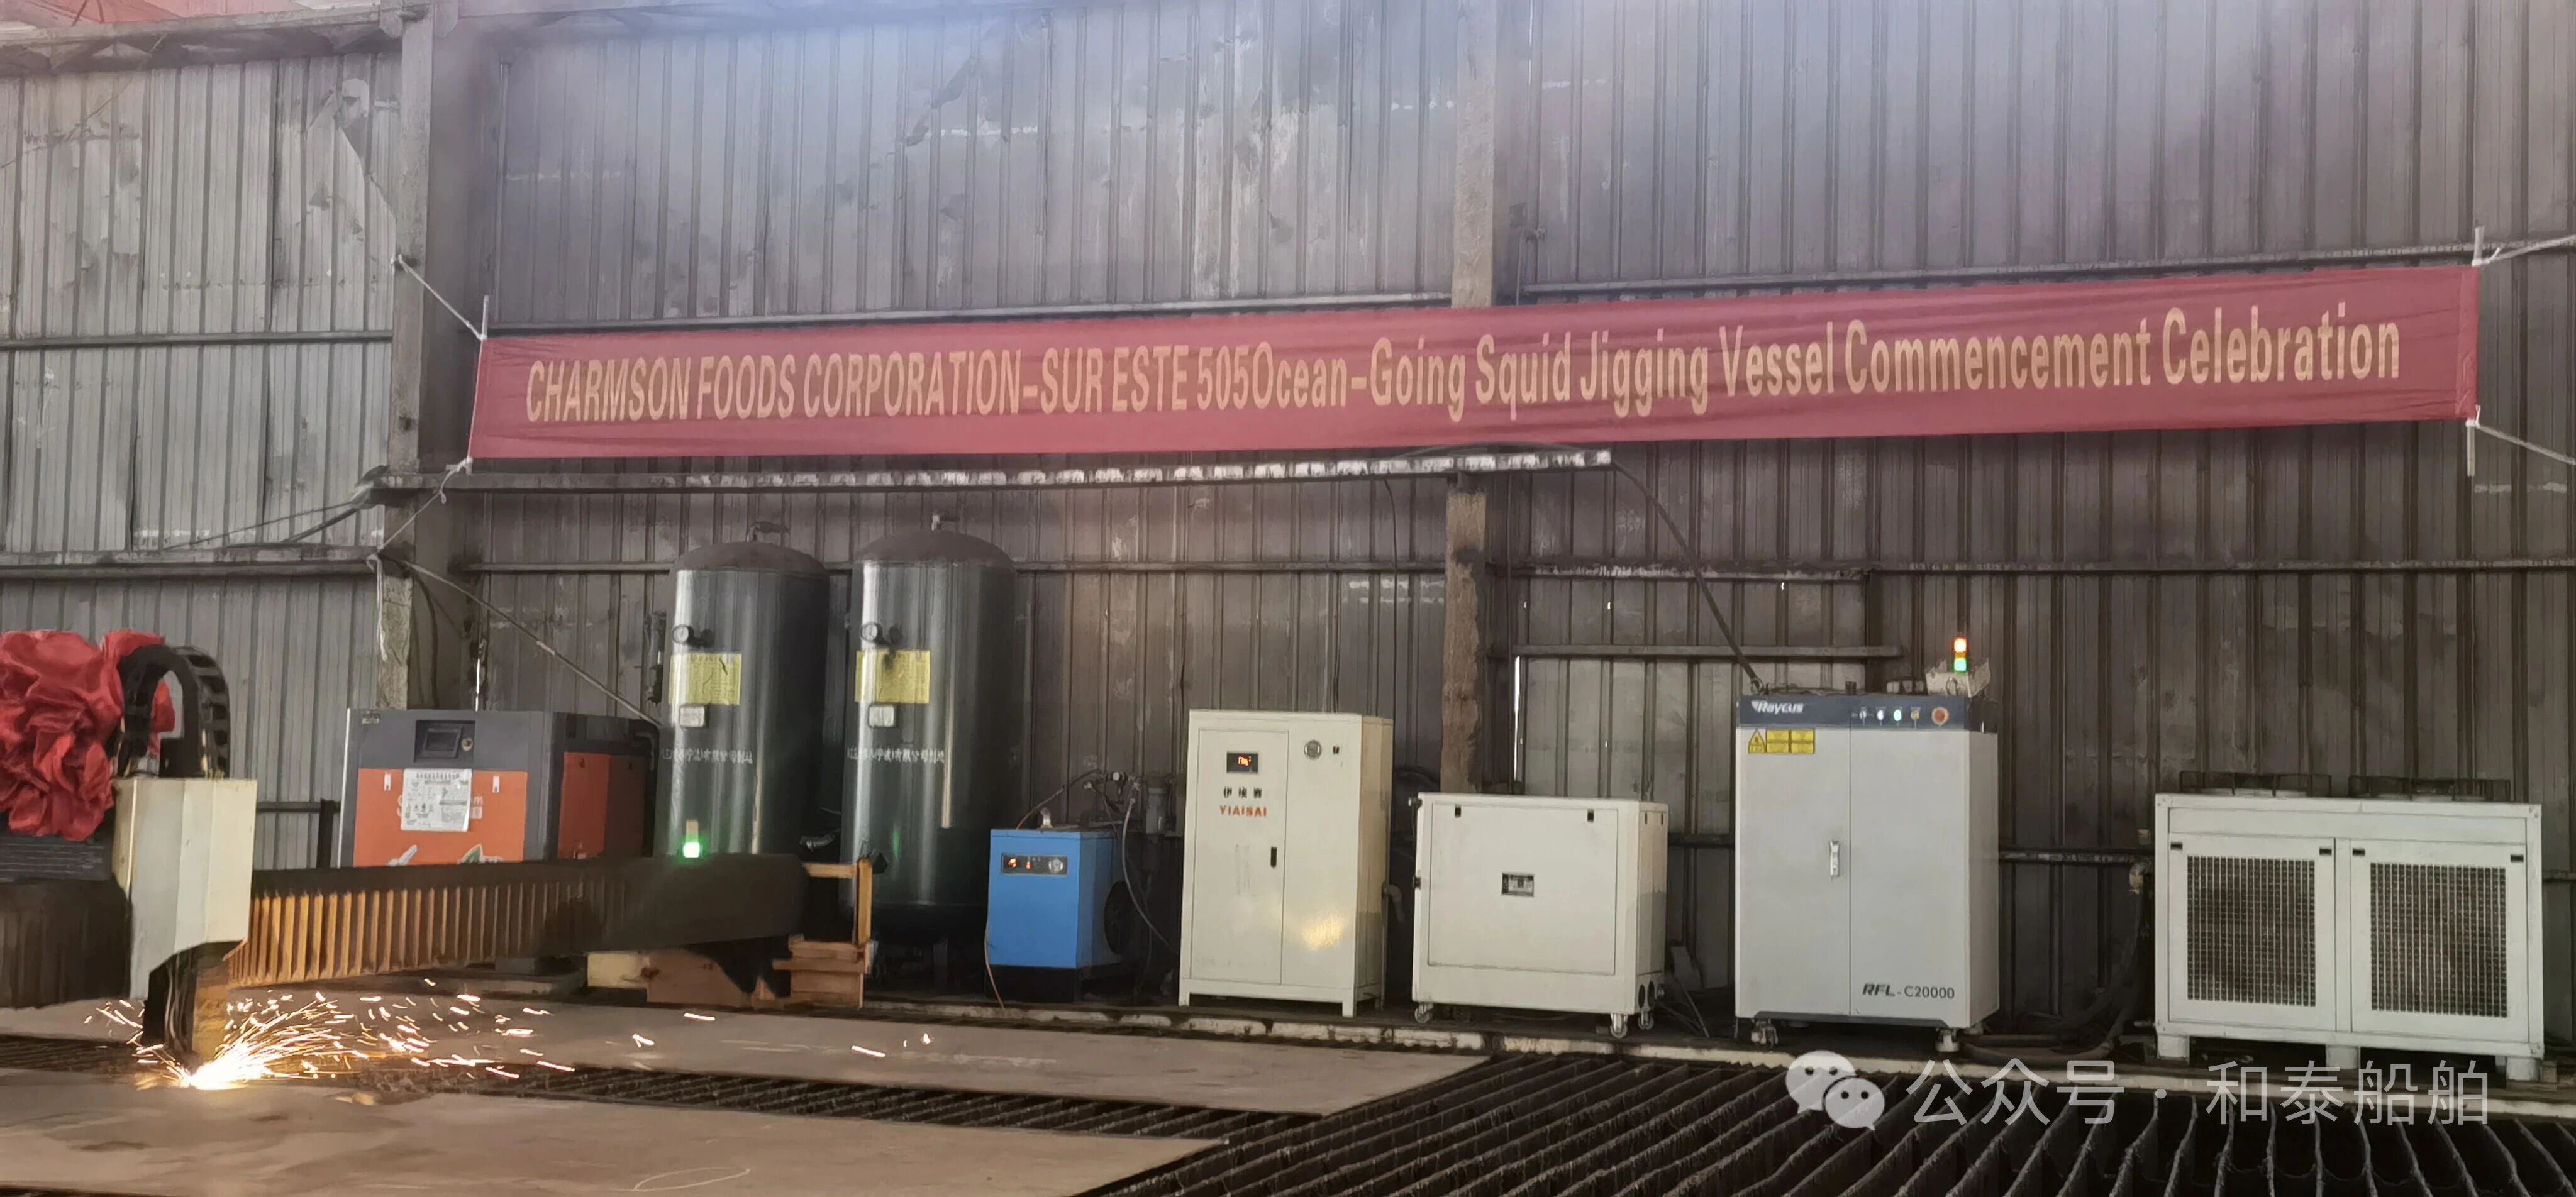 CHARMSON FOODS CORPORATION-SUR ESTE 505Ocean-Going Squid Jigging Vessel Commencement Celebration
Raycus
伊埃赛
YIAISAI
RFL-C20000
公众号·和泰船舶